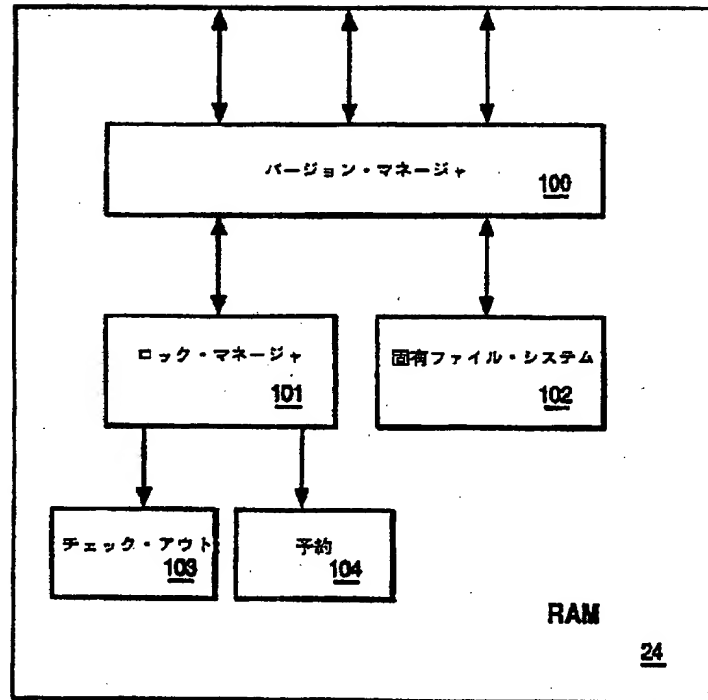 バージョン・マネージャ
100
ロック・マネージャ
101
固有ファイル・システム
102
チェック・アウト
103
予約
104
RAM
24